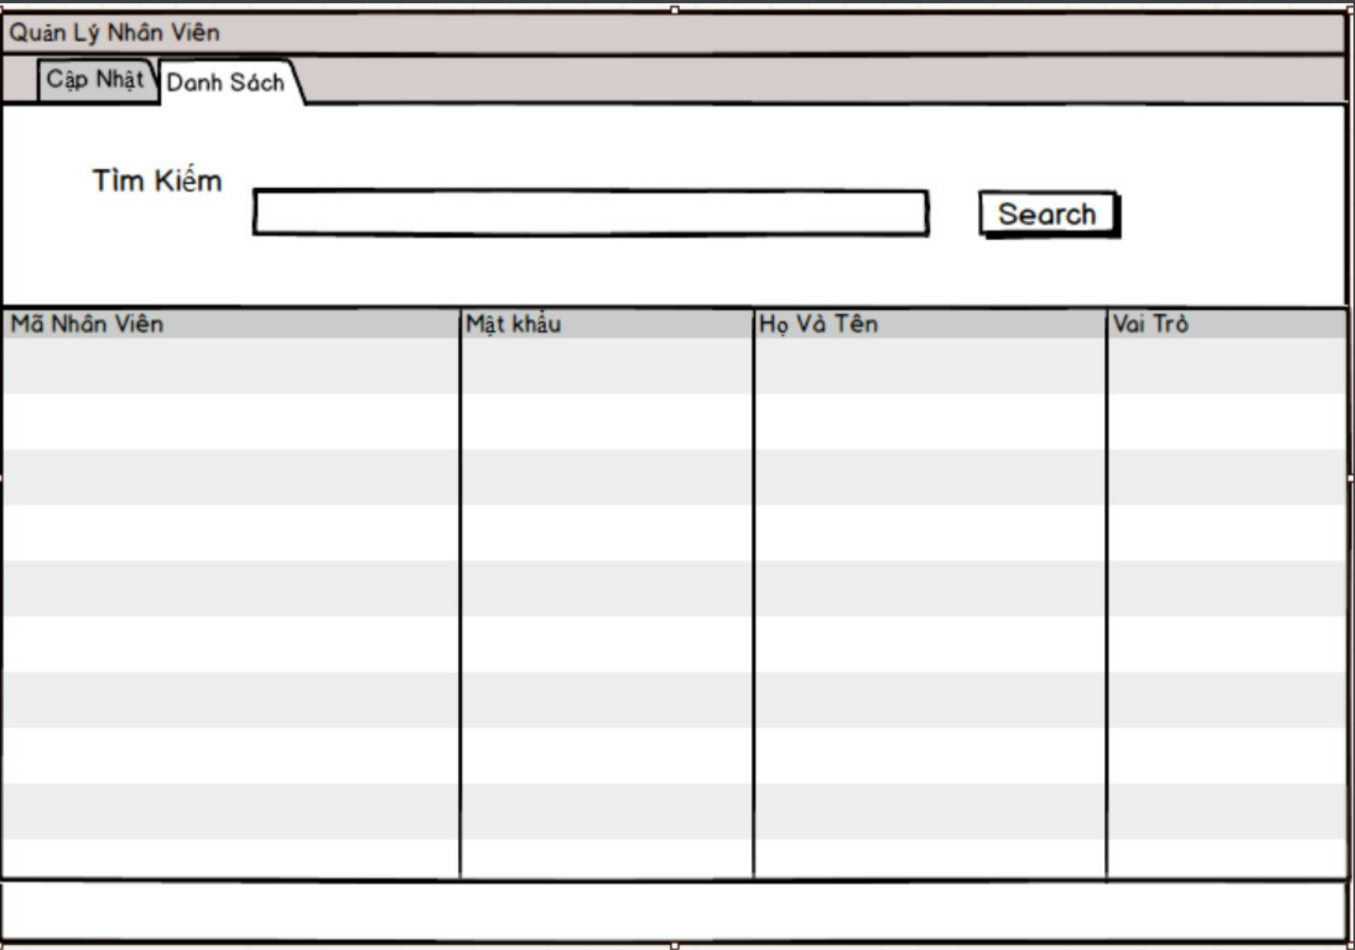 Quản Lý Nhân Viên
Cập Nhật Danh Sách
Tìm Kiếm
Search
Mã Nhân Viên Mật khẩu Họ Và Tên Vai Trò